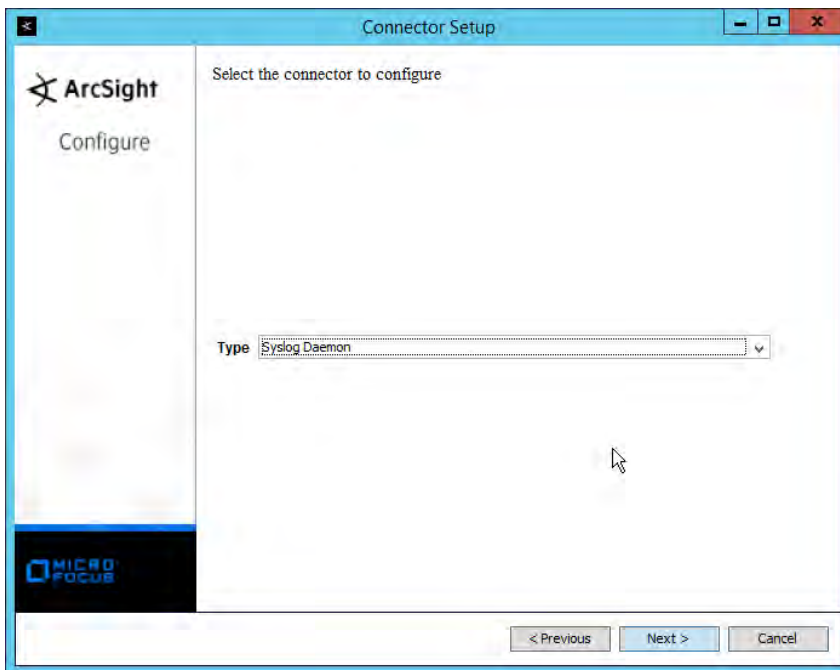 Connector Setup
ArcSight
Configure
Select the connector to configure
Type Syslog Daemon
MICRO
FOCUS
< Previous Next > Cancel